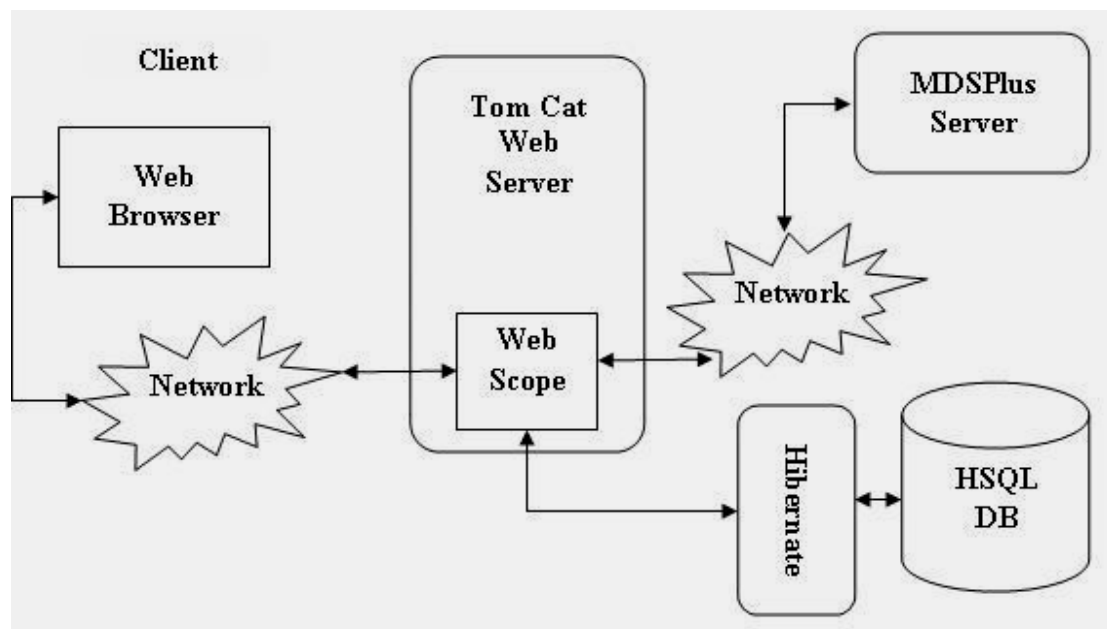 Client
Web
Browser
Network
Tom Cat
Web
Server
Web
Scope
MDSPlus
Server
Network
Hibernate
HSQL
DB